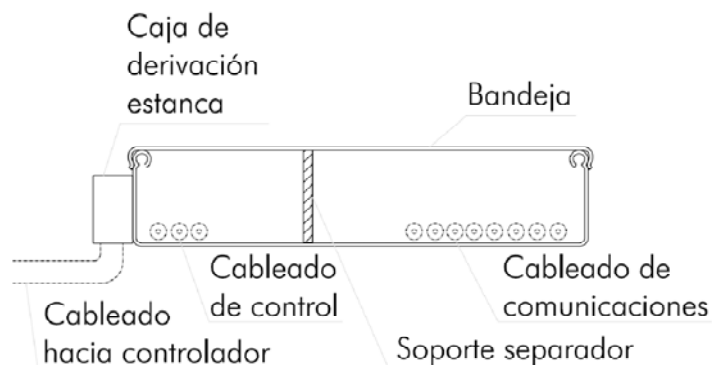 Caja de
derivación
estanca
Bandeja
Cableado
de control
Cableado de
comunicaciones
Cableado
hacia controlador
Soporte separador